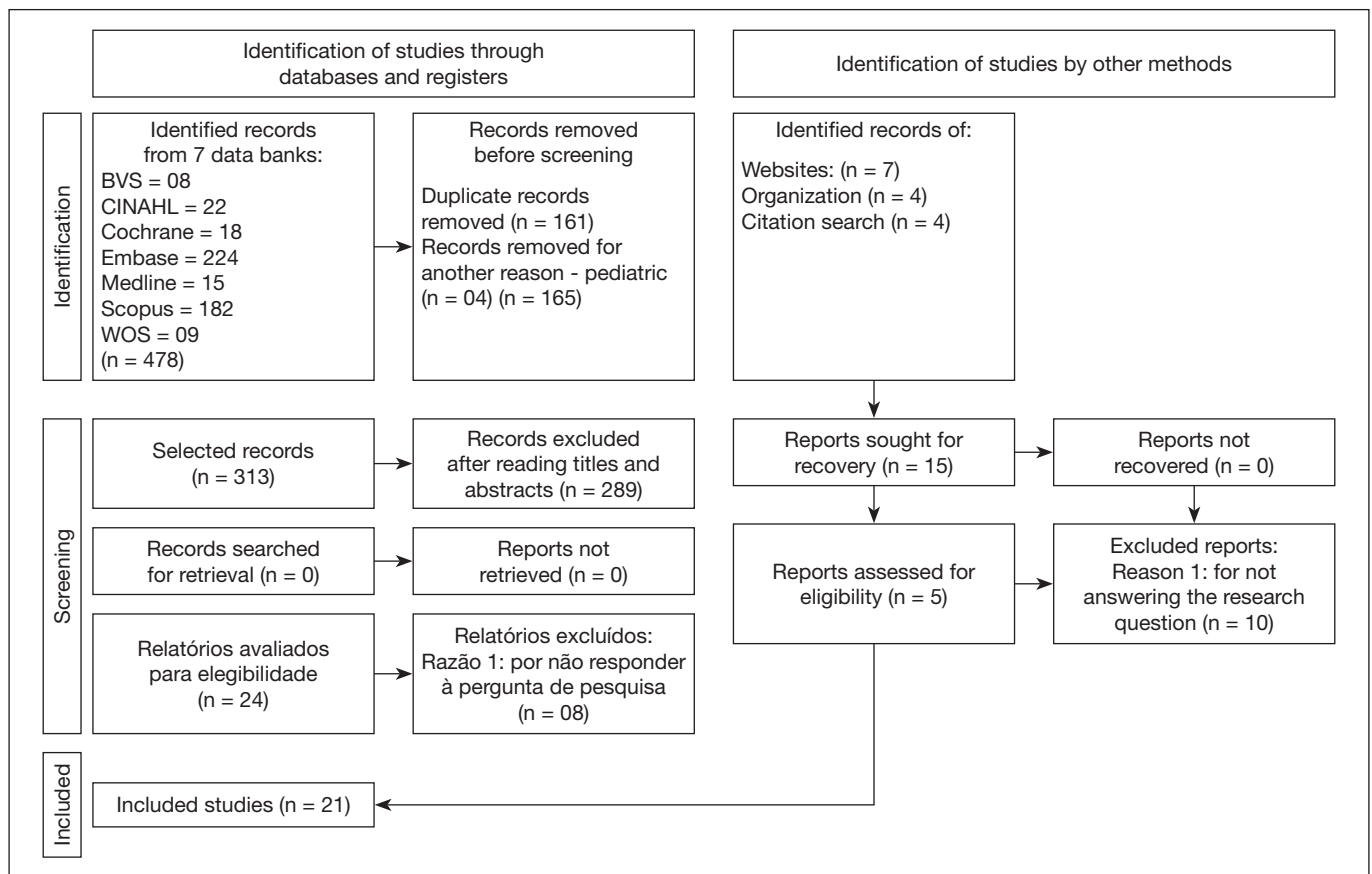 Identification of studies through
databases and registers
Identification of studies by other methods
Identification
Identified records
from 7 data banks:
BVS = 08
CINAHL = 22
Cochrane = 18
Embase = 224
Medline = 15
Scopus = 182
WOS = 09
(n = 478)
Records removed
before screening
Duplicate records
removed (n = 161)
Records removed for
another reason - pediatric
(n = 04) (n = 165)
Identified records of:
Websites: (n = 7)
Organization (n = 4)
Citation search (n = 4)
Screening
Selected records
(n = 313)
Records excluded
after reading titles and
abstracts (n = 289)
Reports sought for
recovery (n = 15)
Reports not
recovered (n = 0)
Records searched
for retrieval (n = 0)
Reports not
retrieved (n = 0)
Reports assessed for
eligibility (n = 5)
Excluded reports:
Reason 1: for not
answering the research
question (n = 10)
Relatórios avaliados
para elegibilidade
(n = 24)
Relatórios excluídos:
Razão 1: por não responder
à pergunta de pesquisa
(n = 08)
Included
Included studies (n = 21)